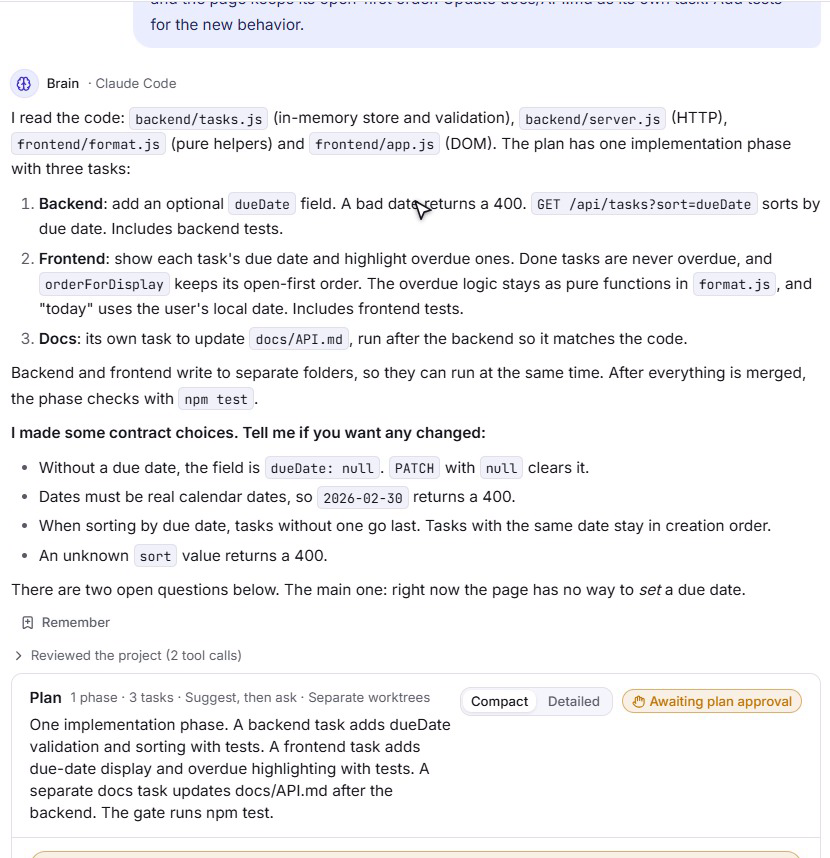 for the new behavior.
Brain · Claude Code
I read the code: backend/tasks.js (in-memory store and validation), backend/server.js (HTTP),
frontend/format.js (pure helpers) and frontend/app.js (DOM). The plan has one implementation phase
with three tasks:
1. Backend: add an optional dueDate field. A bad date returns a 400. GET /api/tasks?sort=dueDate sorts by
due date. Includes backend tests.
2. Frontend: show each task's due date and highlight overdue ones. Done tasks are never overdue, and
orderForDisplay keeps its open-first order. The overdue logic stays as pure functions in format.js, and
"today" uses the user's local date. Includes frontend tests.
3. Docs: its own task to update docs/API.md, run after the backend so it matches the code.
Backend and frontend write to separate folders, so they can run at the same time. After everything is merged,
the phase checks with npm test.
I made some contract choices. Tell me if you want any changed:
• Without a due date, the field is dueDate: null. PATCH with null clears it.
• Dates must be real calendar dates, so 2026-02-30 returns a 400.
• When sorting by due date, tasks without one go last. Tasks with the same date stay in creation order.
• An unknown sort value returns a 400.
There are two open questions below. The main one: right now the page has no way to set a due date.
Remember
Reviewed the project (2 tool calls)
Plan 1 phase · 3 tasks · Suggest, then ask · Separate worktrees Compact Detailed Awaiting plan approval
One implementation phase. A backend task adds dueDate
validation and sorting with tests. A frontend task adds
due-date display and overdue highlighting with tests. A
separate docs task updates docs/API.md after the
backend. The gate runs npm test.